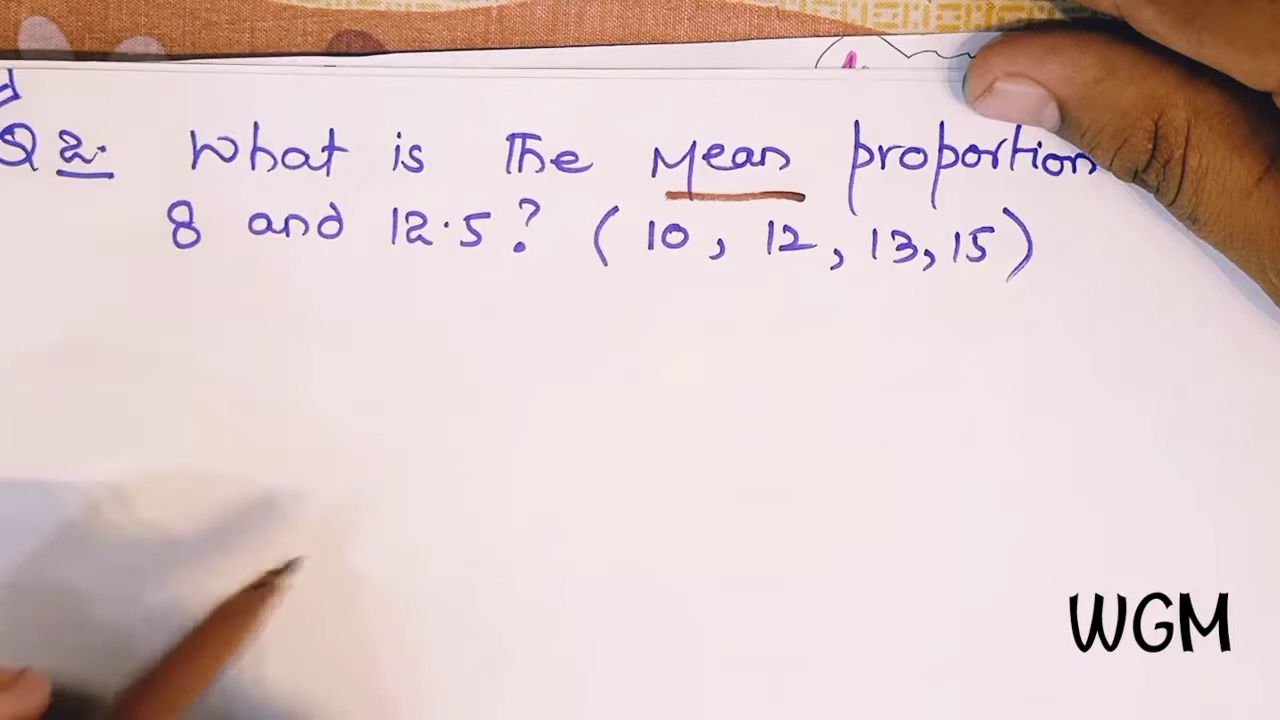 Q2. What is The Mean proportion
8 and 12.5? (10, 12, 13, 15)
WGM